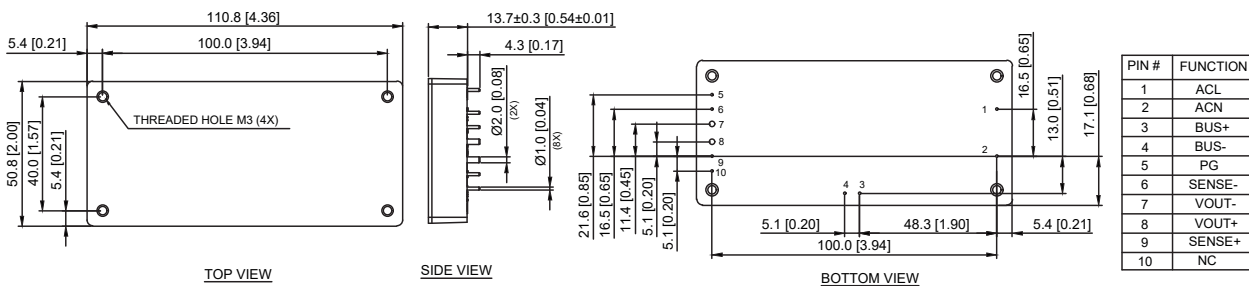 110.8 [4.36]
5.4 [0.21]
100.0 [3.94]
50.8 [2.00]
40.0 [1.57]
5.4 [0.21]
THREADED HOLE M3 (4X)
TOP VIEW
13.7±0.3 [0.54±0.01]
4.3 [0.17]
Ø2.0 [0.08]
(2X)
Ø1.0 [0.04]
(8X)
SIDE VIEW
5
6
7
8
9
10
1
2
4 3
21.6 [0.85]
16.5 [0.65]
11.4 [0.45]
5.1 [0.20]
5.1 [0.20]
16.5 [0.65]
13.0 [0.51]
17.1 [0.68]
5.1 [0.20]
48.3 [1.90]
5.4 [0.21]
100.0 [3.94]
BOTTOM VIEW
PIN # FUNCTION
1 ACL
2 ACN
3 BUS+
4 BUS-
5 PG
6 SENSE-
7 VOUT-
8 VOUT+
9 SENSE+
10 NC